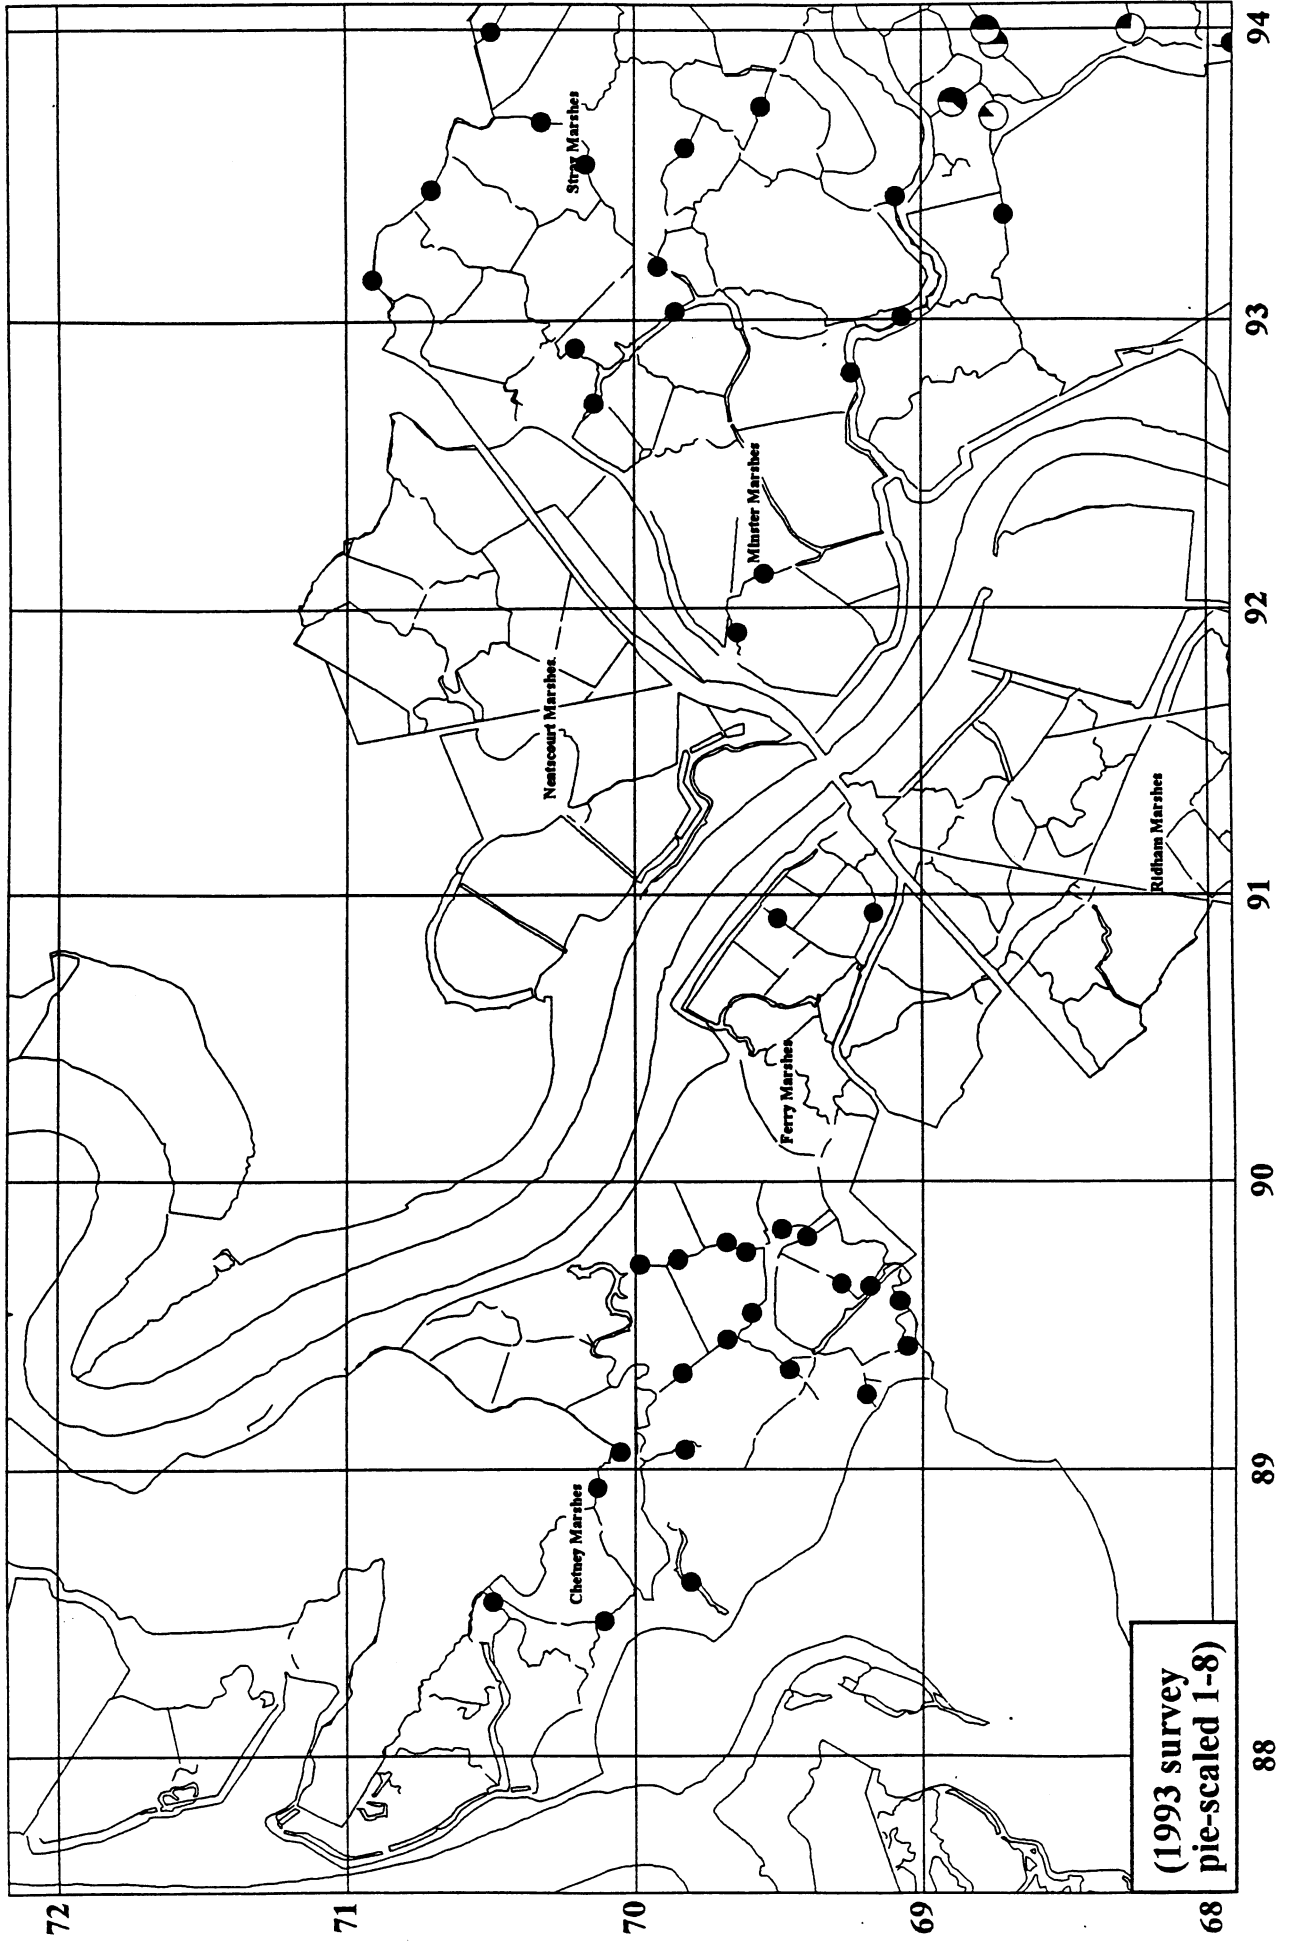 Stray Marshes
Minster Marshes
Neatscourt Marshes
Ridham Marshes
Ferry Marshes
Chetney Marshes
(1993 survey
pie-scaled 1-8)
72
71
70
69
68
88
89
90
91
92
93
94